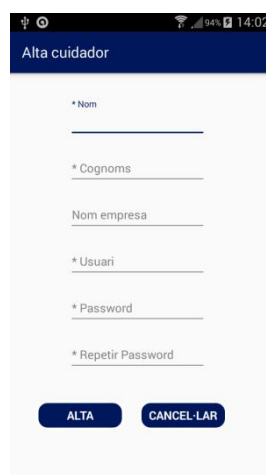 94% 14:02
Alta cuidador
* Nom
* Cognoms
Nom empresa
* Usuari
* Password
* Repetir Password
ALTA CANCEL·LAR